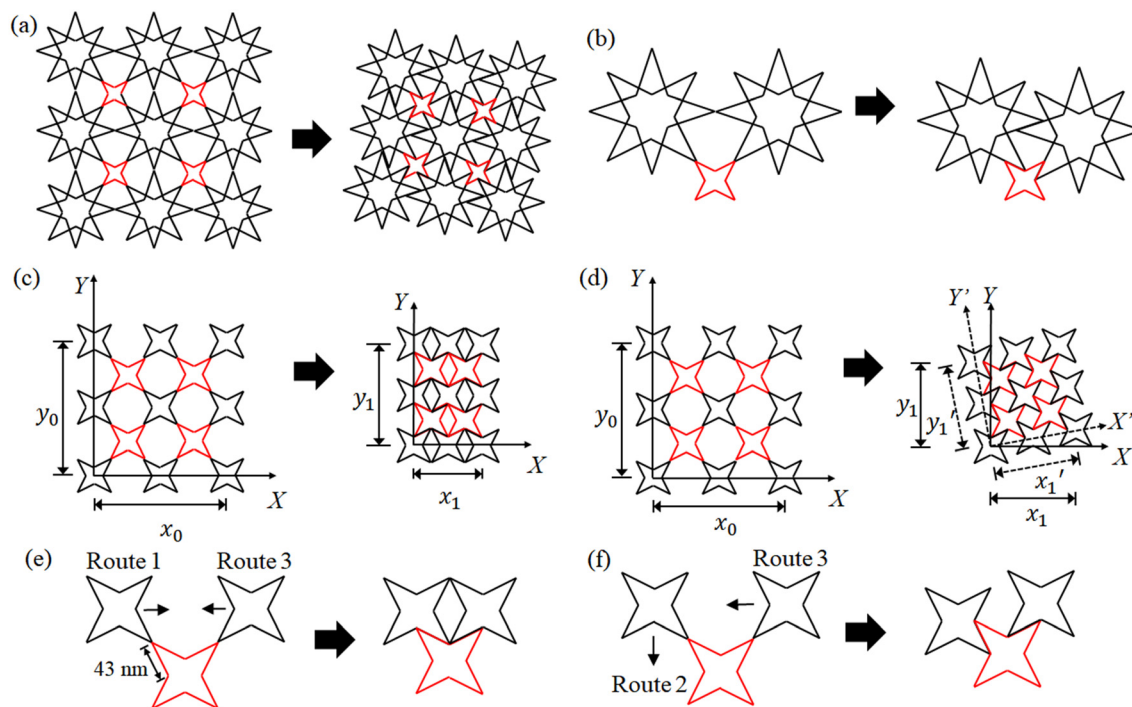 (a)
(b)
(c)
Y
y₀
X
x₀
Y
y₁
X
x₁
(d)
Y
y₀
X
x₀
Y'
Y
y₁
y₁'
X'
X
x₁'
x₁
(e)
Route 1
Route 3
43 nm
(f)
Route 3
Route 2